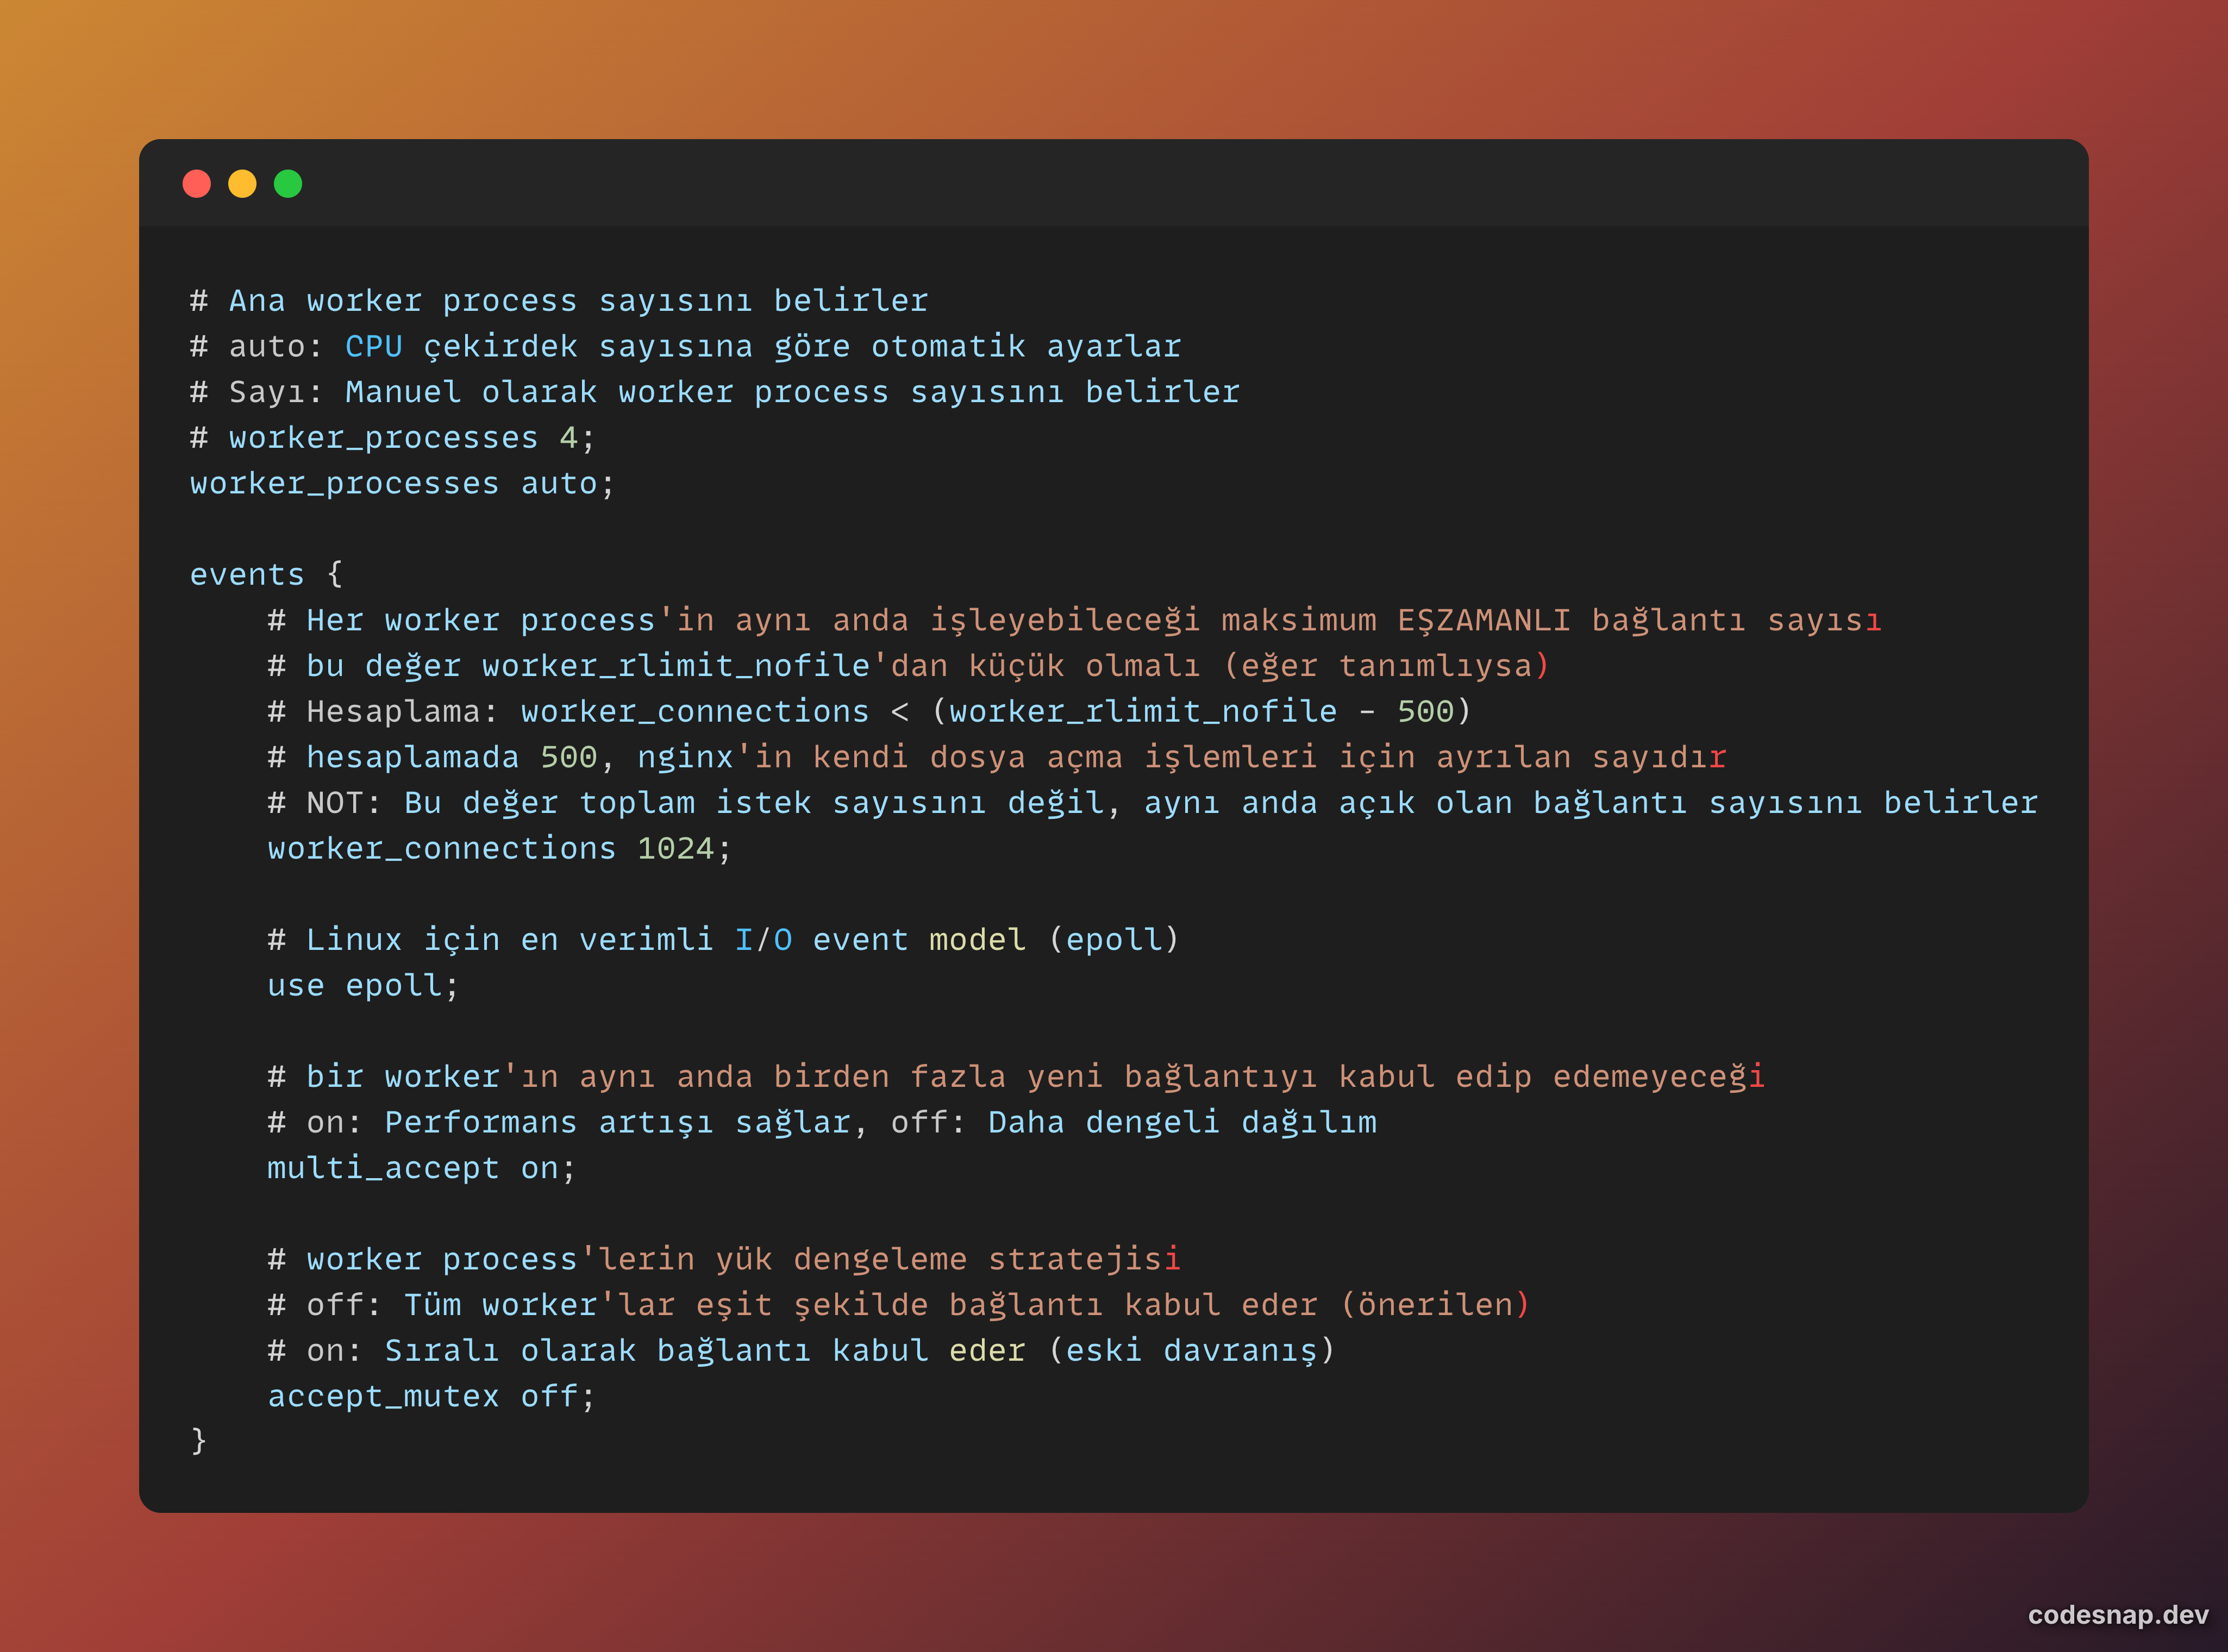 # Ana worker process sayısını belirler
# auto: CPU çekirdek sayısına göre otomatik ayarlar
# Sayı: Manuel olarak worker process sayısını belirler
# worker_processes 4;
worker_processes auto;
events {
# Her worker process'in aynı anda işleyebileceği maksimum EŞZAMANLI bağlantı sayısı
# bu değer worker_rlimit_nofile'dan küçük olmalı (eğer tanımlıysa)
# Hesaplama: worker_connections < (worker_rlimit_nofile - 500)
# hesaplamada 500, nginx'in kendi dosya açma işlemleri için ayrılan sayıdır
# NOT: Bu değer toplam istek sayısını değil, aynı anda açık olan bağlantı sayısını belirler
worker_connections 1024;
# Linux için en verimli I/O event model (epoll)
use epoll;
# bir worker'ın aynı anda birden fazla yeni bağlantıyı kabul edip edemeyeceği
# on: Performans artışı sağlar, off: Daha dengeli dağılım
multi_accept on;
# worker process'lerin yük dengeleme stratejisi
# off: Tüm worker'lar eşit şekilde bağlantı kabul eder (önerilen)
# on: Sıralı olarak bağlantı kabul eder (eski davranış)
accept_mutex off;
}
codesnap.dev